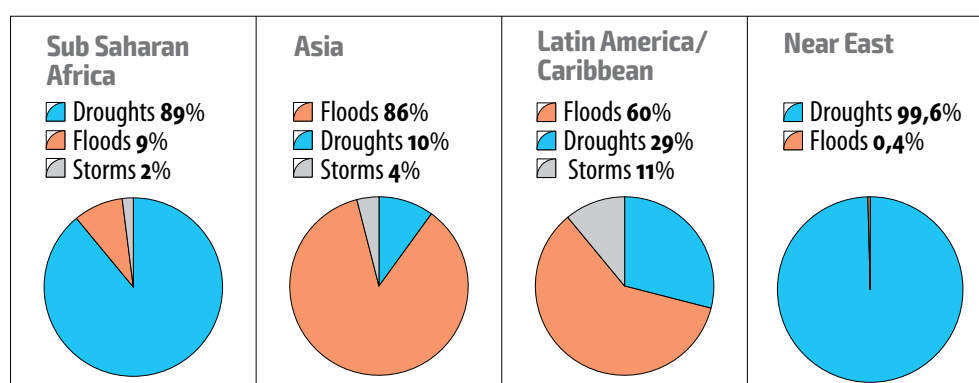 Sub Saharan
Africa
Droughts 89%
Floods 9%
Storms 2%
Asia
Floods 86%
Droughts 10%
Storms 4%
Latin America/
Caribbean
Floods 60%
Droughts 29%
Storms 11%
Near East
Droughts 99,6%
Floods 0,4%